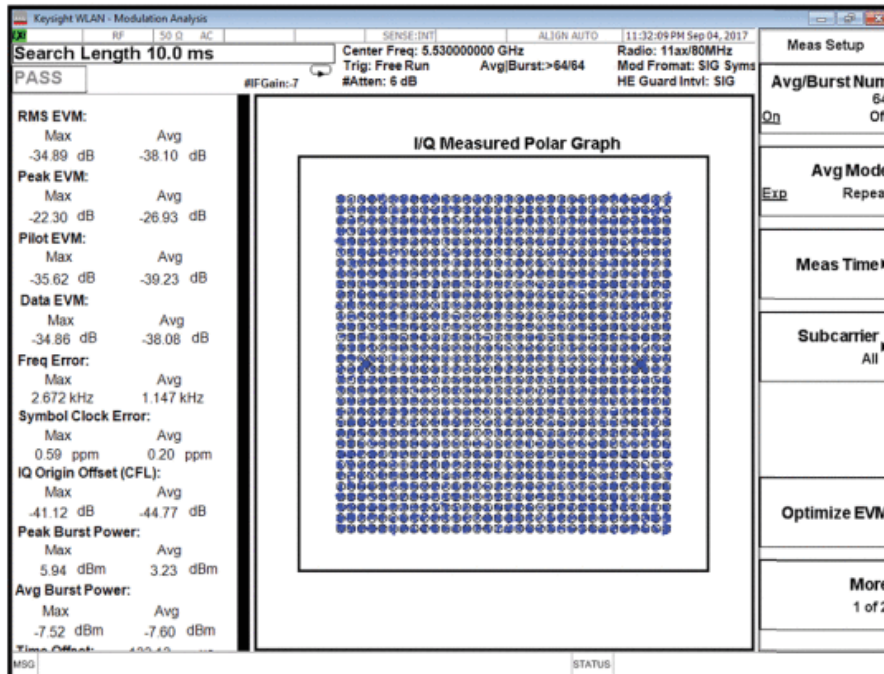 Keysight WLAN - Modulation Analysis
RF 50 Ω AC SENSE:INT ALIGN AUTO 11:32:09 PM Sep 04, 2017
Search Length 10.0 ms
Center Freq: 5.530000000 GHz Radio: 11ax/80MHz
Trig: Free Run Avg|Burst:>64/64 Mod Fromat: SIG Syms
#IFGain:-7 #Atten: 6 dB HE Guard Intvl: SIG
PASS
RMS EVM:
Max Avg
-34.89 dB -38.10 dB
Peak EVM:
Max Avg
-22.30 dB -26.93 dB
Pilot EVM:
Max Avg
-35.62 dB -39.23 dB
Data EVM:
Max Avg
-34.86 dB -38.08 dB
Freq Error:
Max Avg
2.672 kHz 1.147 kHz
Symbol Clock Error:
Max Avg
0.59 ppm 0.20 ppm
IQ Origin Offset (CFL):
Max Avg
-41.12 dB -44.77 dB
Peak Burst Power:
Max Avg
5.94 dBm 3.23 dBm
Avg Burst Power:
Max Avg
-7.52 dBm -7.60 dBm
Time Offset:
I/Q Measured Polar Graph
Meas Setup
Avg/Burst Num
64
On Of
Avg Mode
Exp Repea
Meas Time
Subcarrier
All
Optimize EVM
More
1 of 2
MSG STATUS